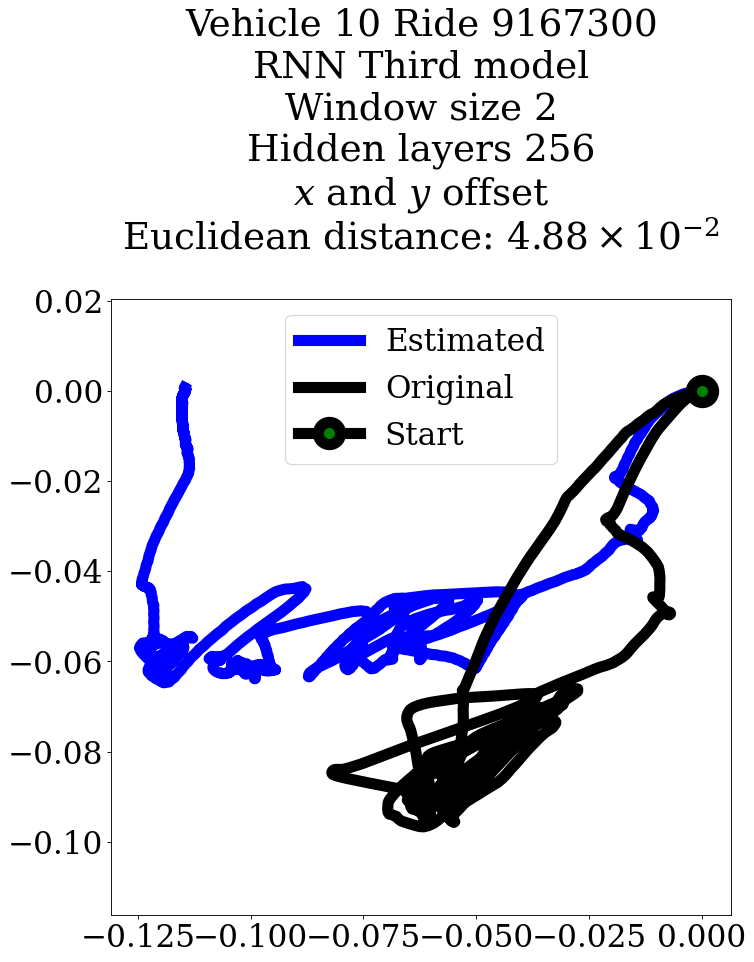 Vehicle 10 Ride 9167300
RNN Third model
Window size 2
Hidden layers 256
x and y offset
Euclidean distance: 4.88 × 10⁻²
0.02
Estimated
0.00
Original
Start
−0.02
−0.04
−0.06
−0.08
−0.10
−0.125 −0.100 −0.075 −0.050 −0.025 0.000